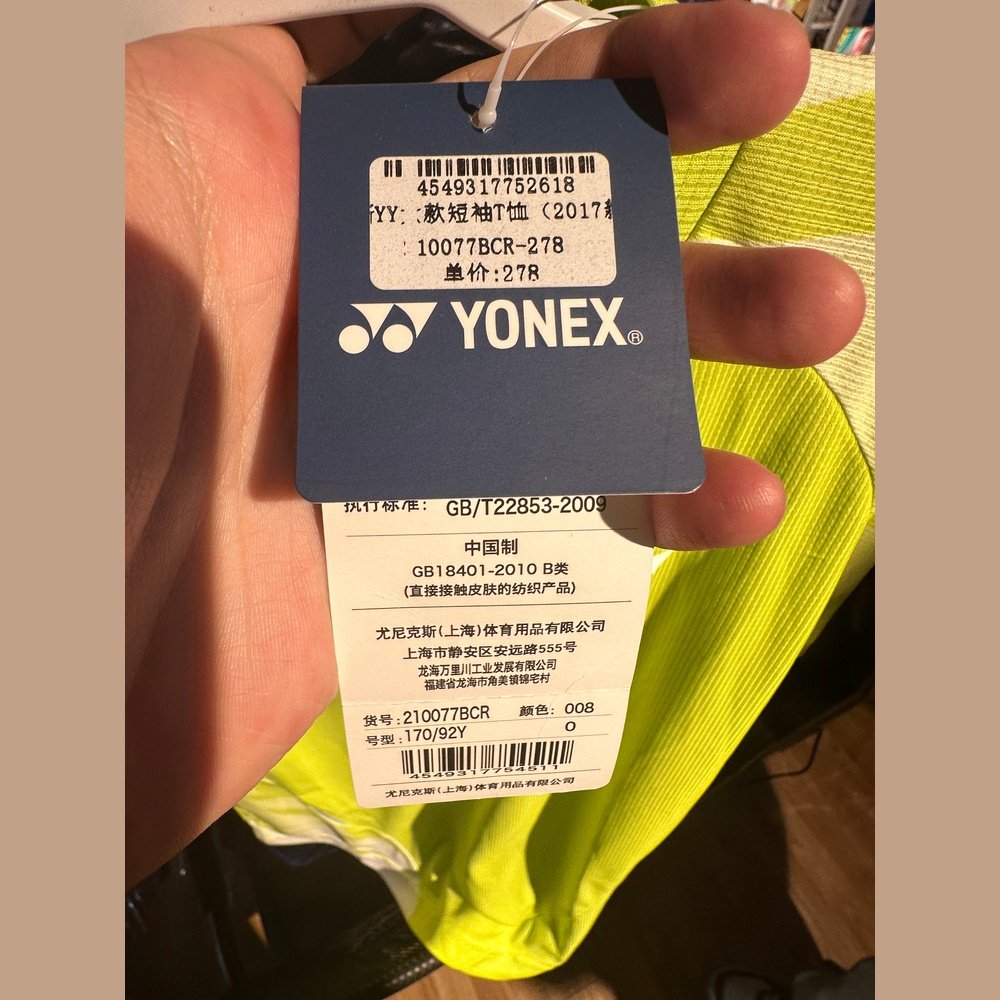 4549317752618
YY 款短袖T恤（2017
10077BCR-278
单价:278
YONEX®
执行标准： GB/T22853-2009
中国制
GB18401-2010 B类
(直接接触皮肤的纺织产品)
尤尼克斯(上海)体育用品有限公司
上海市静安区安远路555号
龙海万里川工业发展有限公司
福建省龙海市角美镇锦宅村
货号:210077BCR 颜色: 008
号型:170/92Y O
4549317754511
尤尼克斯(上海)体育用品有限公司